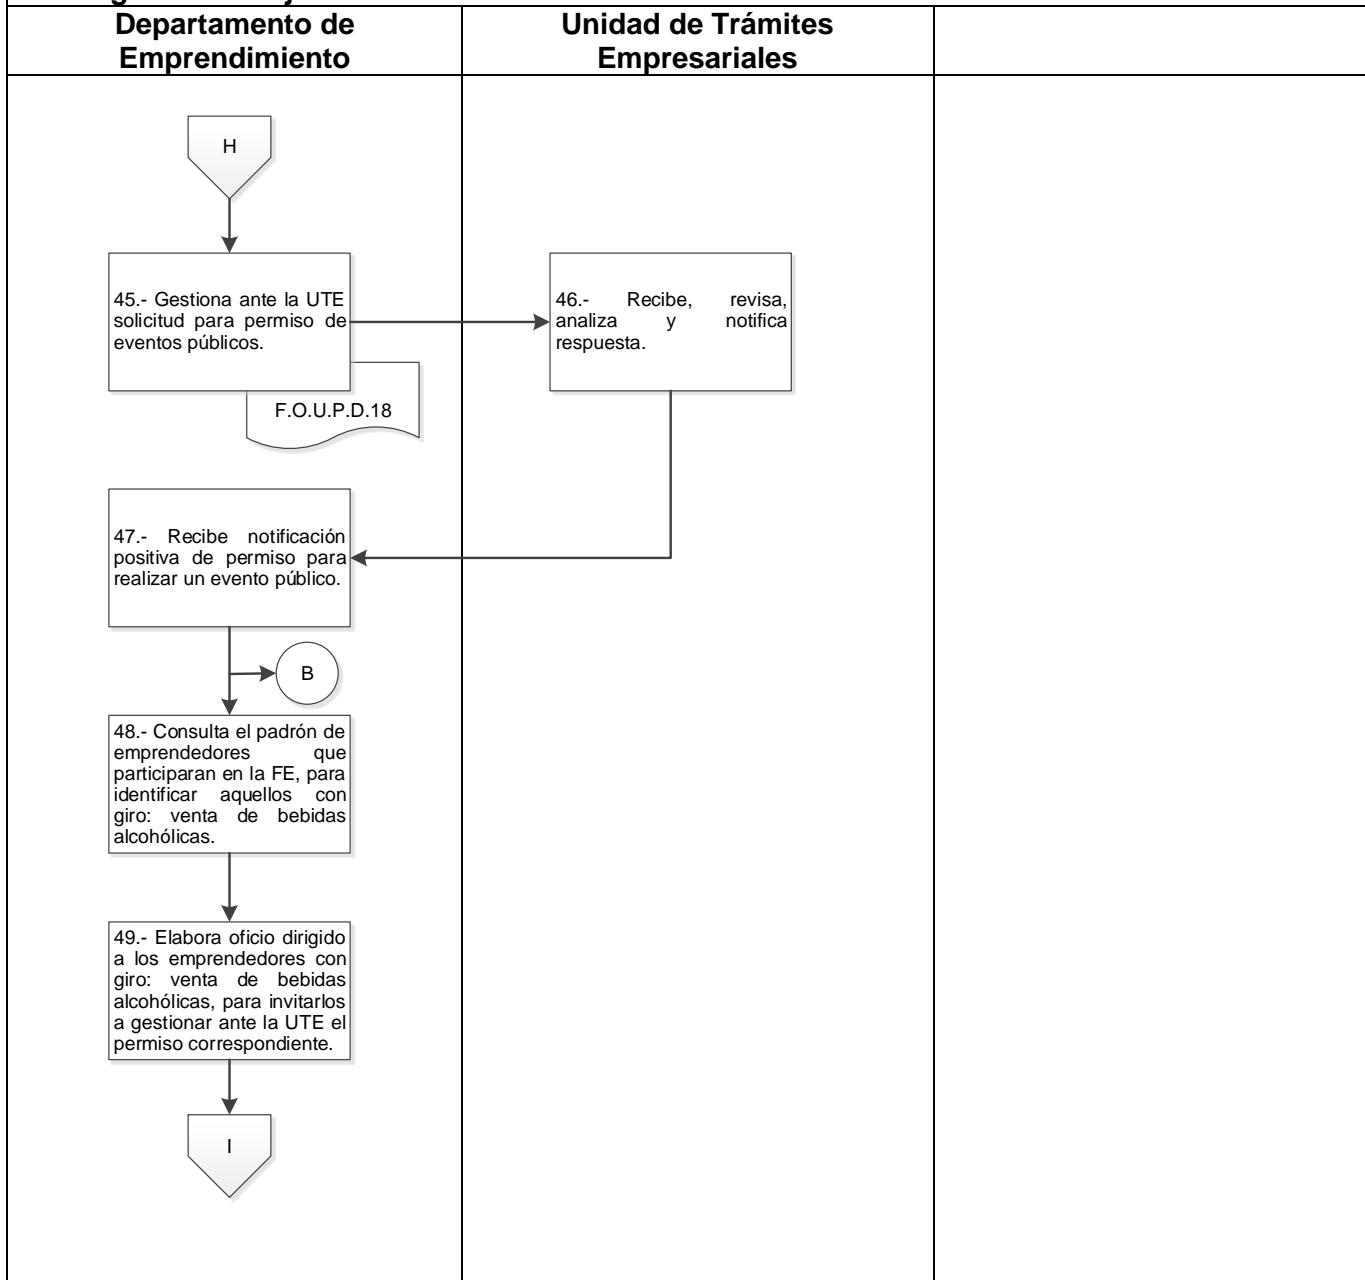 Departamento de
Emprendimiento
Unidad de Trámites
Empresariales
H
45.- Gestiona ante la UTE
solicitud para permiso de
eventos públicos.
F.O.U.P.D.18
46.- Recibe, revisa,
analiza y notifica
respuesta.
47.- Recibe notificación
positiva de permiso para
realizar un evento público.
B
48.- Consulta el padrón de
emprendedores que
participaran en la FE, para
identificar aquellos con
giro: venta de bebidas
alcohólicas.
49.- Elabora oficio dirigido
a los emprendedores con
giro: venta de bebidas
alcohólicas, para invitarlos
a gestionar ante la UTE el
permiso correspondiente.
I